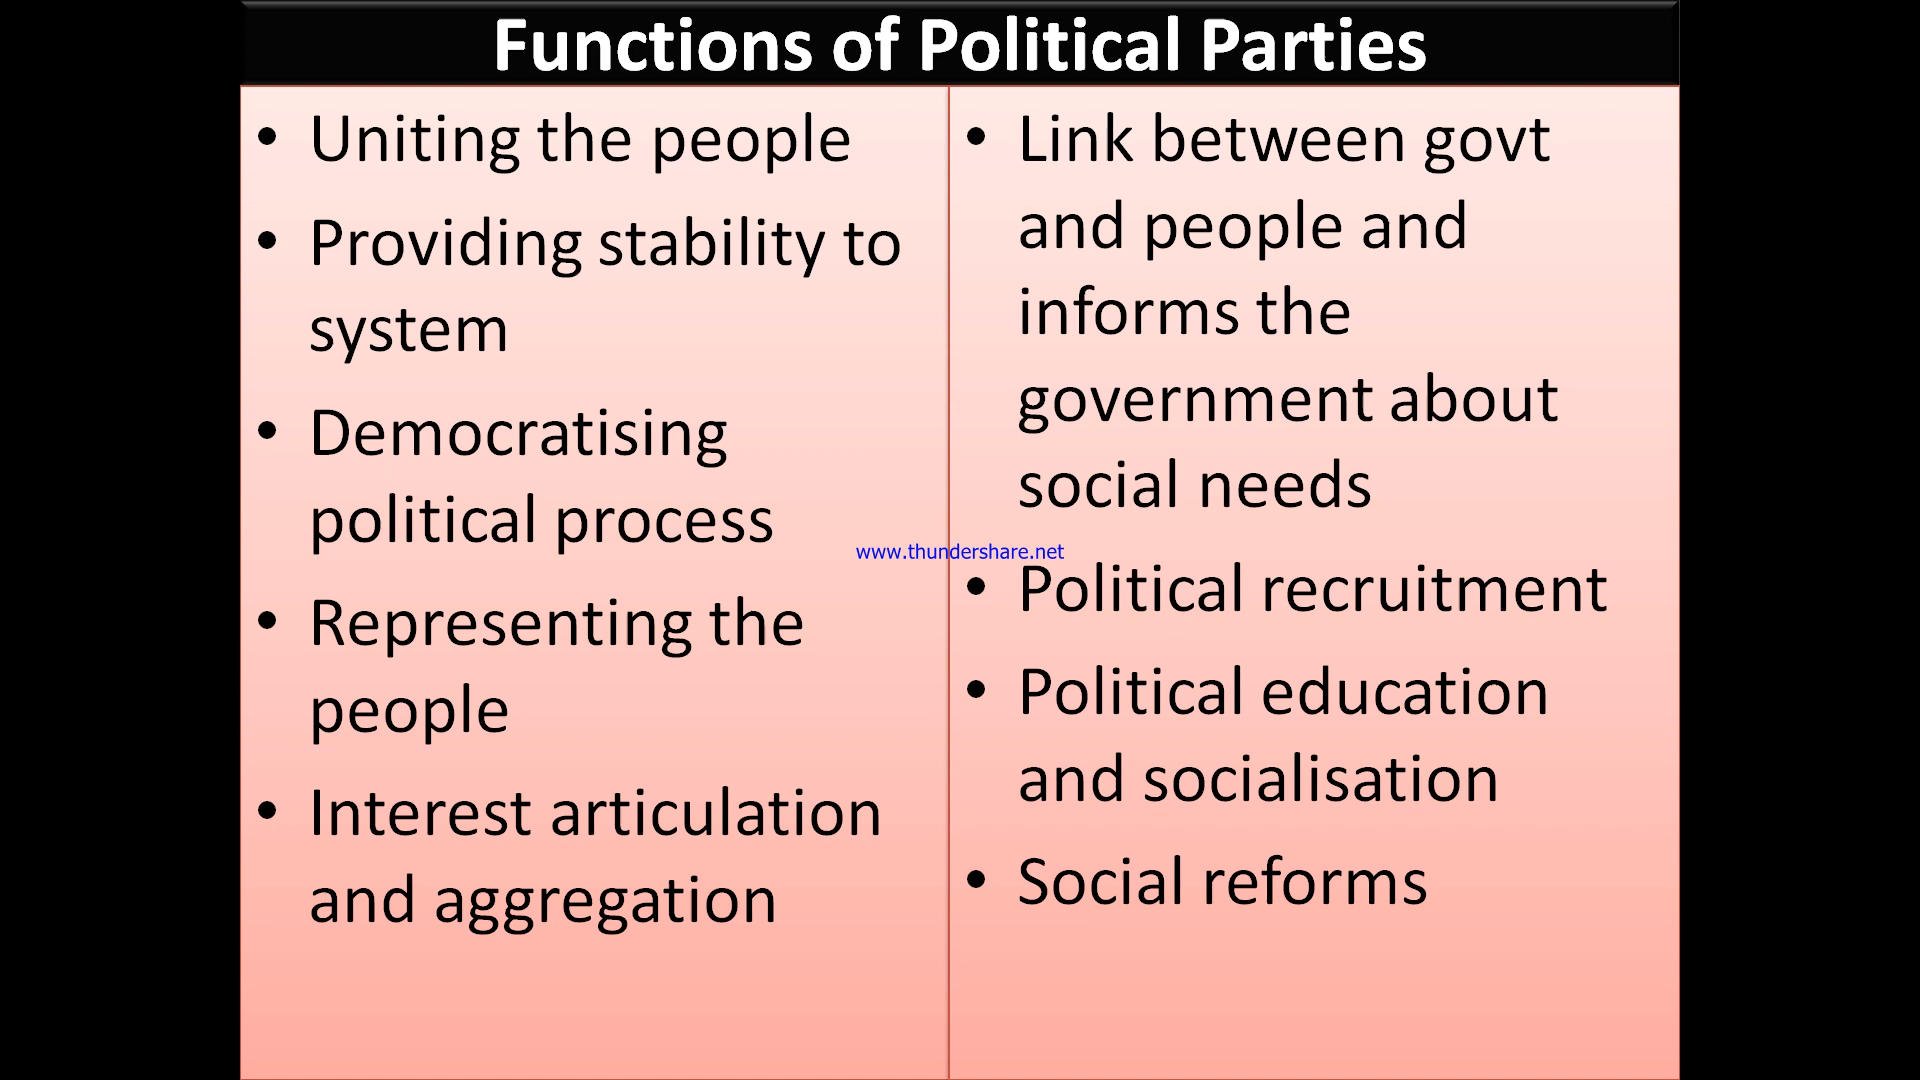 Functions of Political Parties
• Uniting the people
• Providing stability to
system
• Democratising
political process
• Representing the
people
• Interest articulation
and aggregation
• Link between govt
and people and
informs the
government about
social needs
• Political recruitment
• Political education
and socialisation
• Social reforms
www.thundershare.net